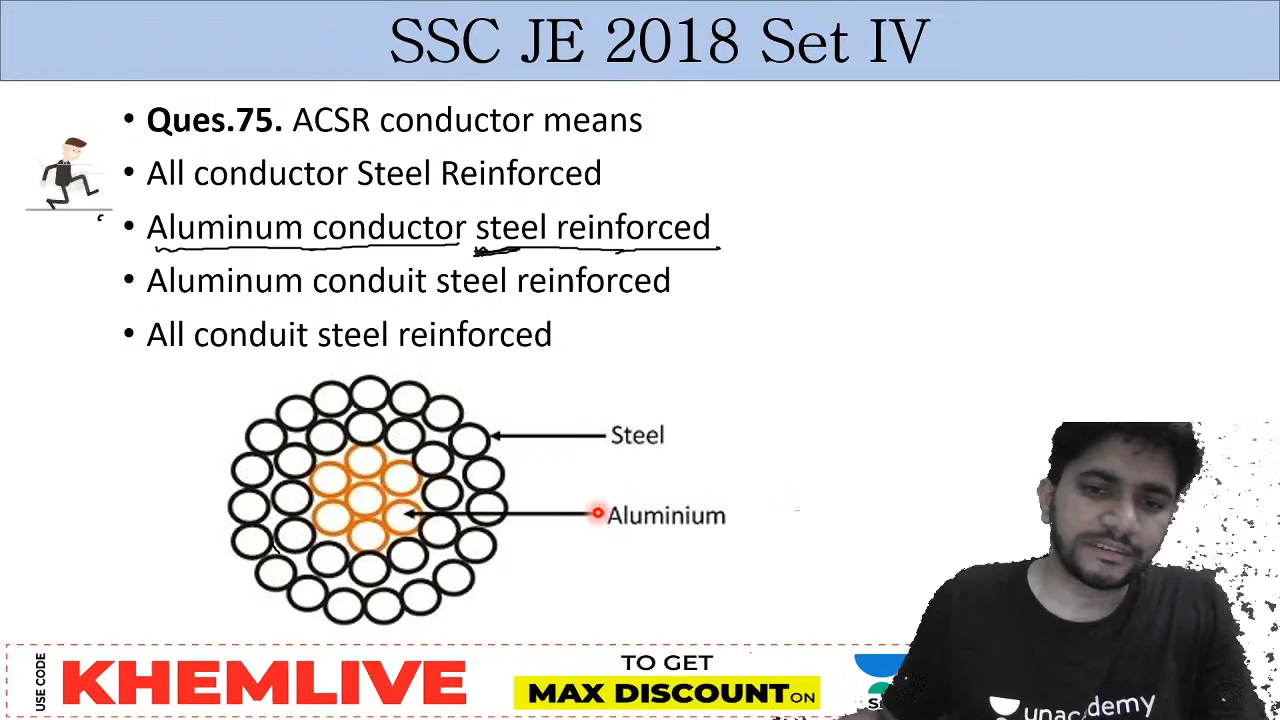 SSC JE 2018 Set IV
• Ques.75. ACSR conductor means
• All conductor Steel Reinforced
• Aluminum conductor steel reinforced
• Aluminum conduit steel reinforced
• All conduit steel reinforced
Steel
Aluminium
USE CODE
KHEMLIVE
TO GET
MAX DISCOUNT ON
unacademy